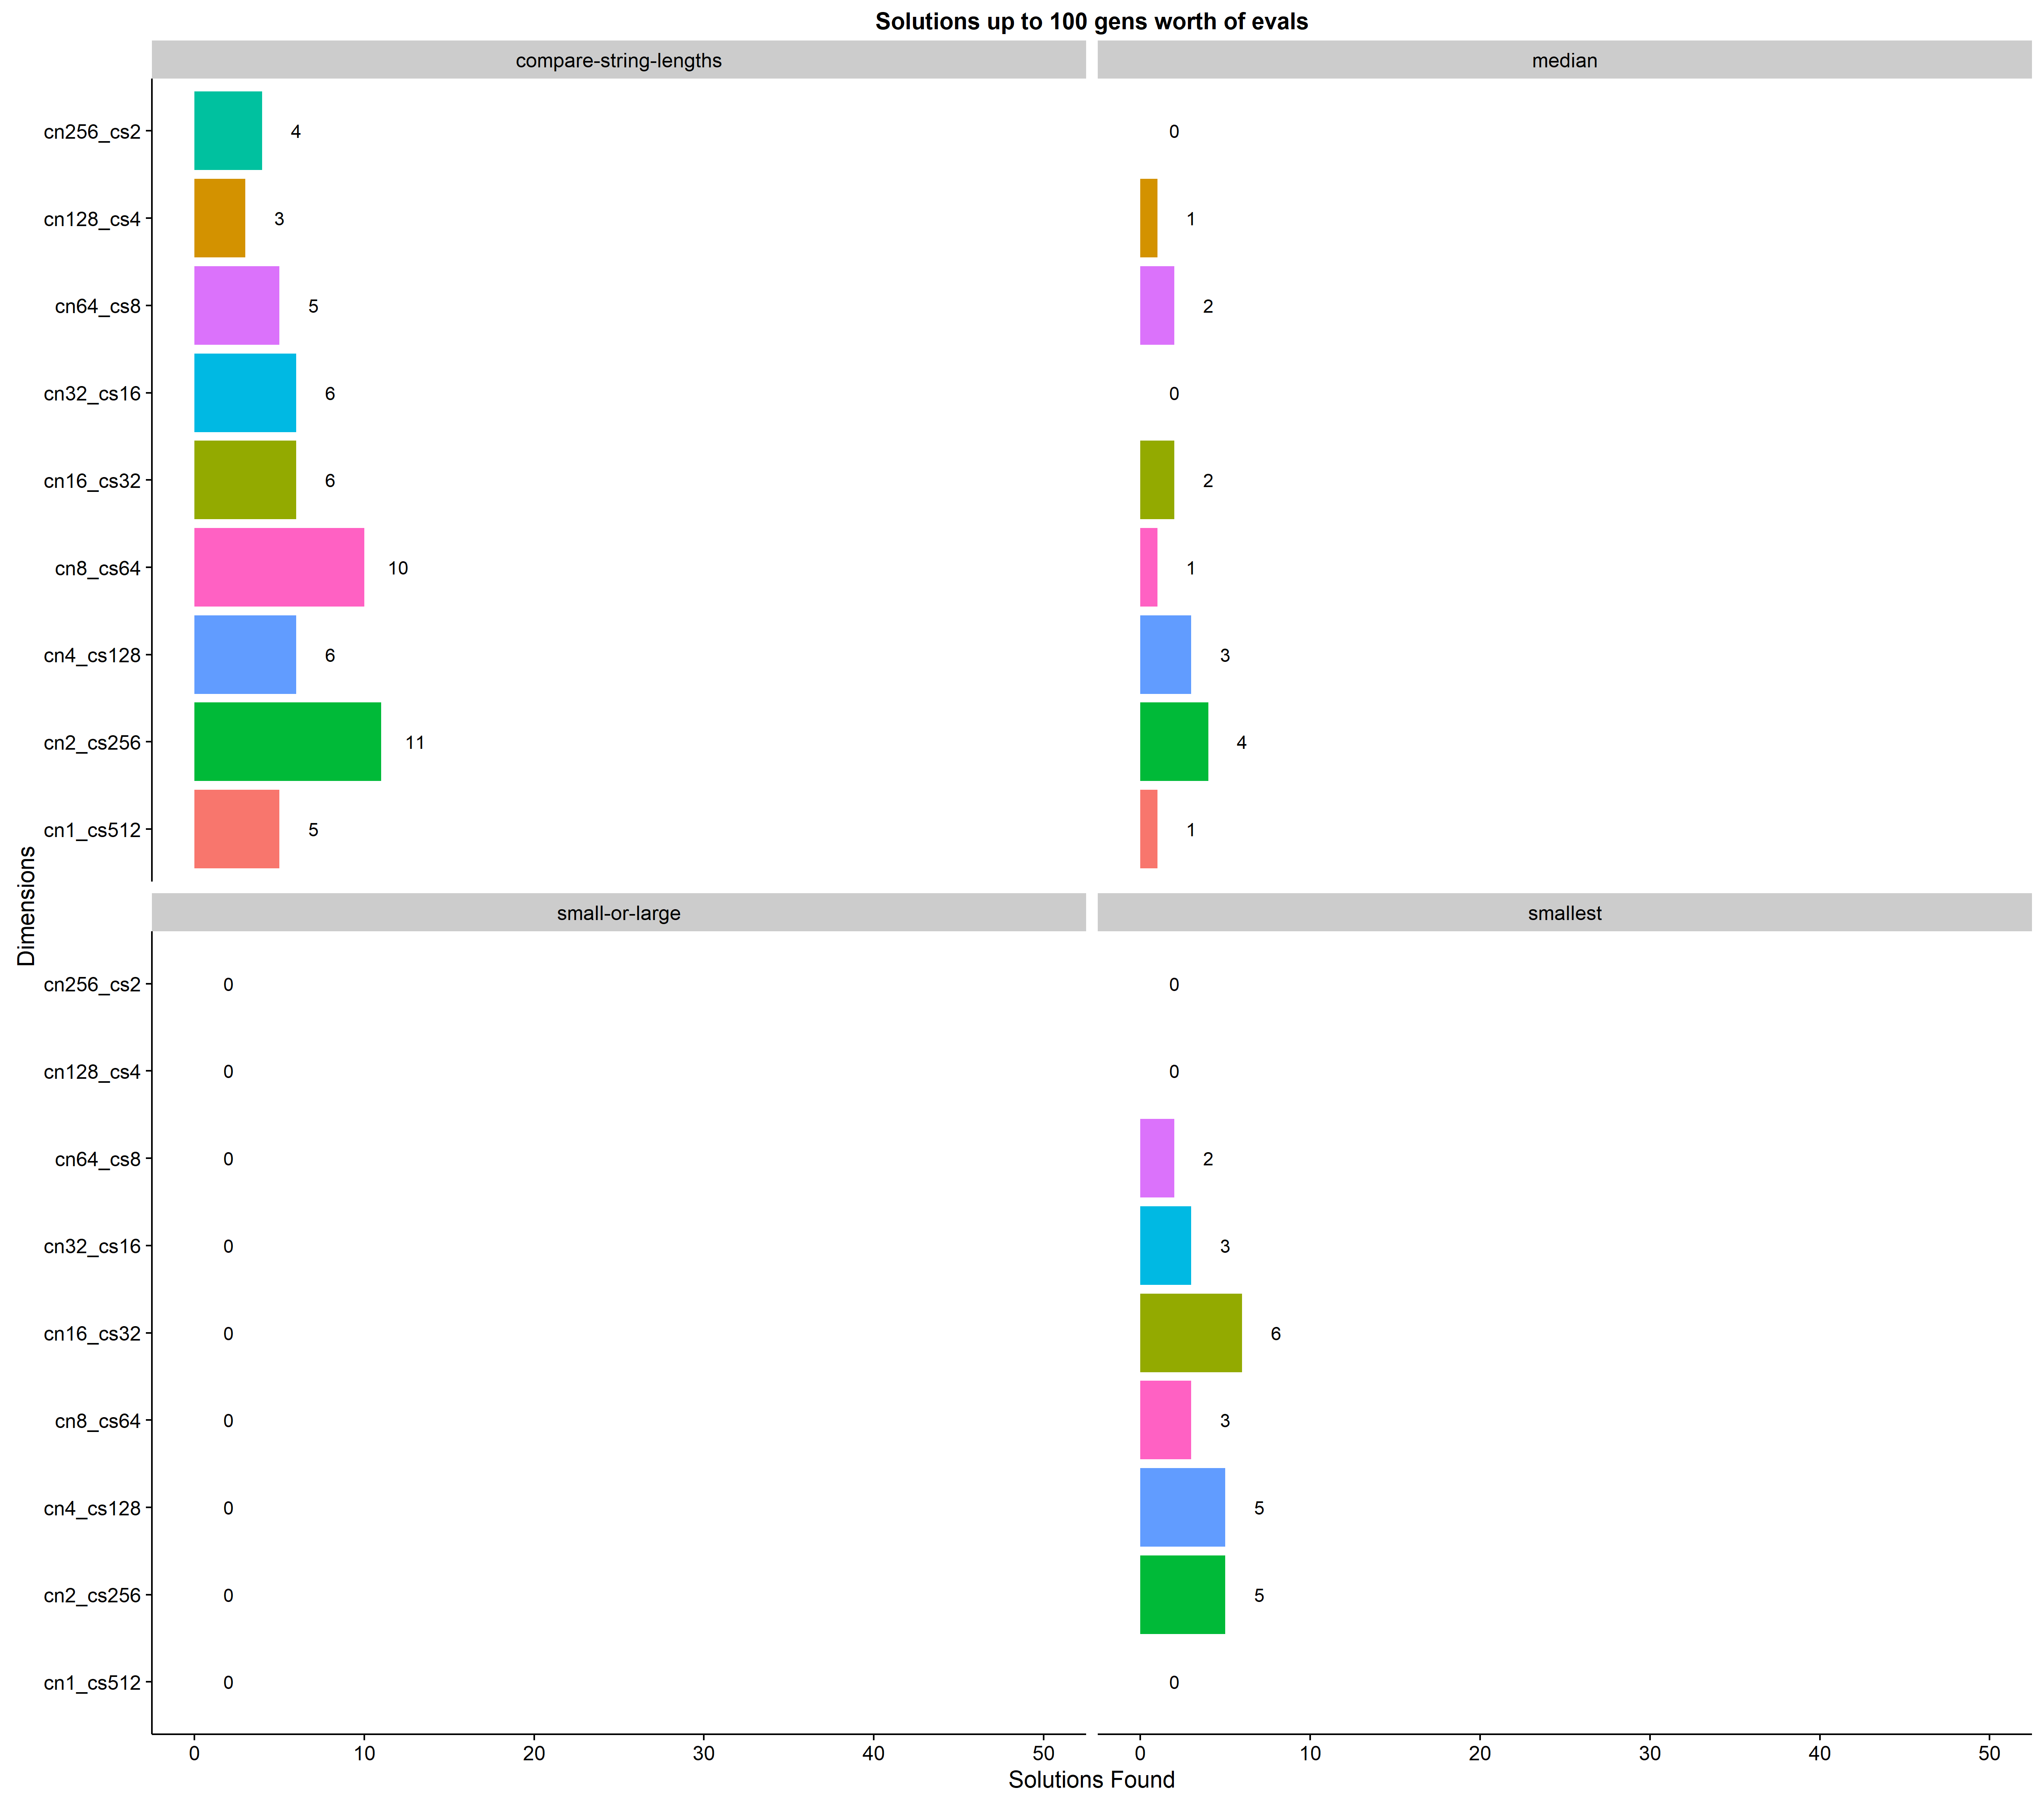 Solutions up to 100 gens worth of evals
compare-string-lengths
median
cn256_cs2 4 0
cn128_cs4 3 1
cn64_cs8 5 2
cn32_cs16 6 0
cn16_cs32 6 2
cn8_cs64 10 1
cn4_cs128 6 3
cn2_cs256 11 4
cn1_cs512 5 1
Dimensions
small-or-large
smallest
cn256_cs2 0 0
cn128_cs4 0 0
cn64_cs8 0 2
cn32_cs16 0 3
cn16_cs32 0 6
cn8_cs64 0 3
cn4_cs128 0 5
cn2_cs256 0 5
cn1_cs512 0 0
0 10 20 30 40 50 0 10 20 30 40 50
Solutions Found